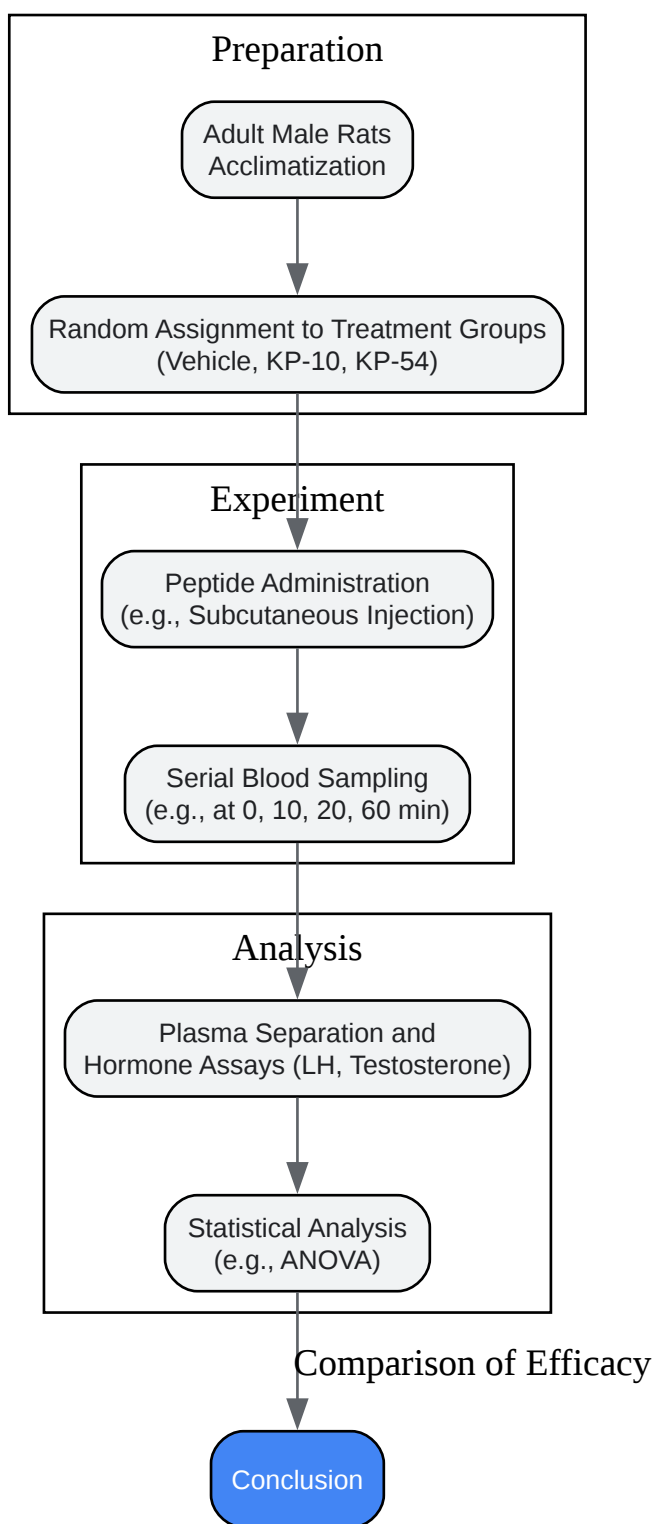 Preparation
Adult Male Rats
Acclimatization
Random Assignment to Treatment Groups
(Vehicle, KP-10, KP-54)
Experiment
Peptide Administration
(e.g., Subcutaneous Injection)
Serial Blood Sampling
(e.g., at 0, 10, 20, 60 min)
Analysis
Plasma Separation and
Hormone Assays (LH, Testosterone)
Statistical Analysis
(e.g., ANOVA)
Comparison of Efficacy
Conclusion